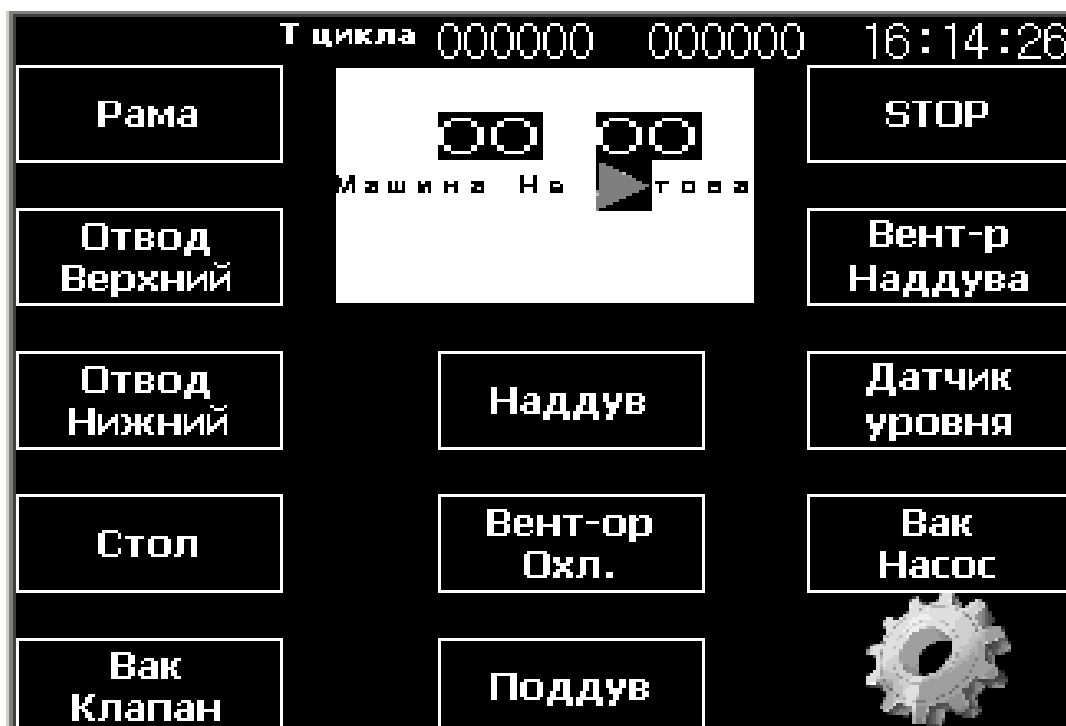 Т цикла 000000 000000 16:14:26
Рама
STOP
00 00
Машина Не
Отвод
Верхний
Вент-р
Наддува
Отвод
Нижний
Наддув
Датчик
уровня
Стол
Вент-ор
Охл.
Вак
Насос
Вак
Клапан
Поддув